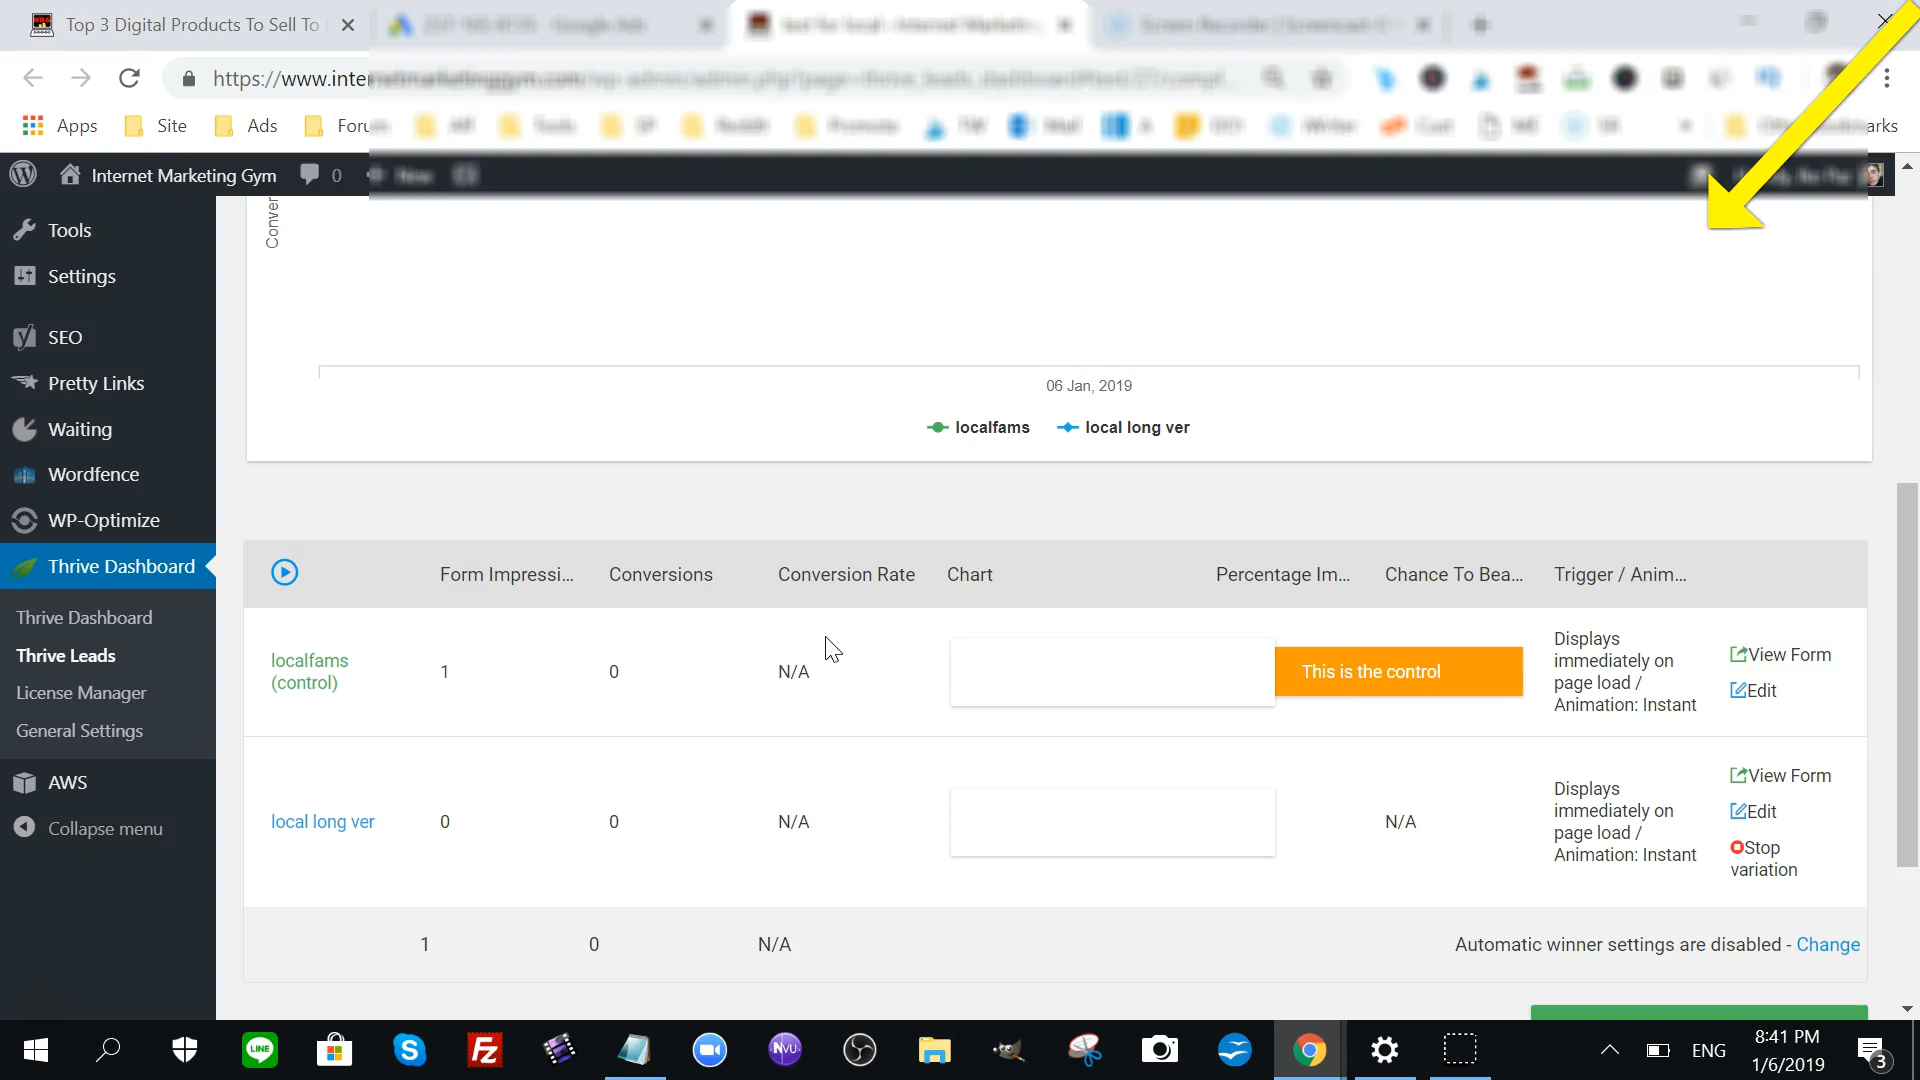 Top 3 Digital Products To Sell To
https://www.inte
Apps
Site
Ads
Internet Marketing Gym
0
Tools
Settings
SEO
Pretty Links
Waiting
Wordfence
WP-Optimize
Thrive Dashboard
Thrive Dashboard
Thrive Leads
License Manager
General Settings
AWS
Collapse menu
06 Jan, 2019
localfams
local long ver
Form Impressi...
Conversions
Conversion Rate
Chart
Percentage Im...
Chance To Bea...
Trigger / Anim...
localfams
(control)
1
0
N/A
This is the control
Displays
immediately on
page load /
Animation: Instant
View Form
Edit
local long ver
0
0
N/A
N/A
Displays
immediately on
page load /
Animation: Instant
View Form
Edit
Stop
variation
1
0
N/A
Automatic winner settings are disabled - Change
LINE
S
Fz
NVU
ENG
8:41 PM
1/6/2019
3